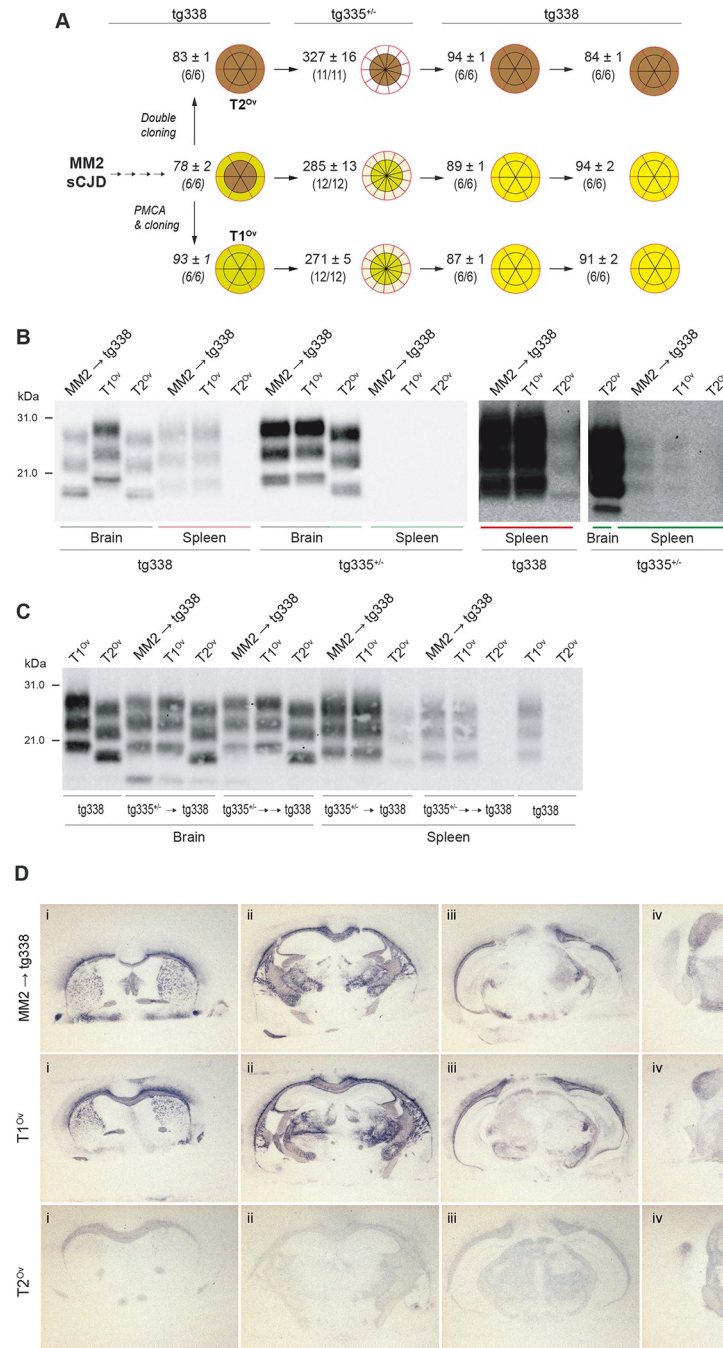 A
tg338 tg335+/- tg338
83 ± 1 327 ± 16 94 ± 1 84 ± 1
(6/6) (11/11) (6/6) (6/6)
T2Ov
Double cloning
MM2 sCJD
78 ± 2 285 ± 13 89 ± 1 94 ± 2
(6/6) (12/12) (6/6) (6/6)
PMCA & cloning
T1Ov
93 ± 1 271 ± 5 87 ± 1 91 ± 2
(6/6) (12/12) (6/6) (6/6)
B
MM2 → tg338 T1Ov T2Ov MM2 → tg338 T1Ov T2Ov MM2 → tg338 T1Ov T2Ov MM2 → tg338 T1Ov T2Ov MM2 → tg338 T1Ov T2Ov T2Ov MM2 → tg338 T1Ov T2Ov
kDa
31.0
21.0
Brain Spleen Brain Spleen Spleen Brain Spleen
tg338 tg335+/- tg338 tg335+/-
C
T1Ov T2Ov MM2 → tg338 T1Ov T2Ov MM2 → tg338 T1Ov T2Ov MM2 → tg338 T1Ov T2Ov MM2 → tg338 T1Ov T2Ov T1Ov T2Ov
kDa
31.0
21.0
tg338 tg335+/- → tg338 tg335+/- → → tg338 tg335+/- → tg338 tg335+/- → → tg338 tg338
Brain Spleen
D
MM2 → tg338
i ii iii iv
T1Ov
i ii iii iv
T2Ov
i ii iii iv